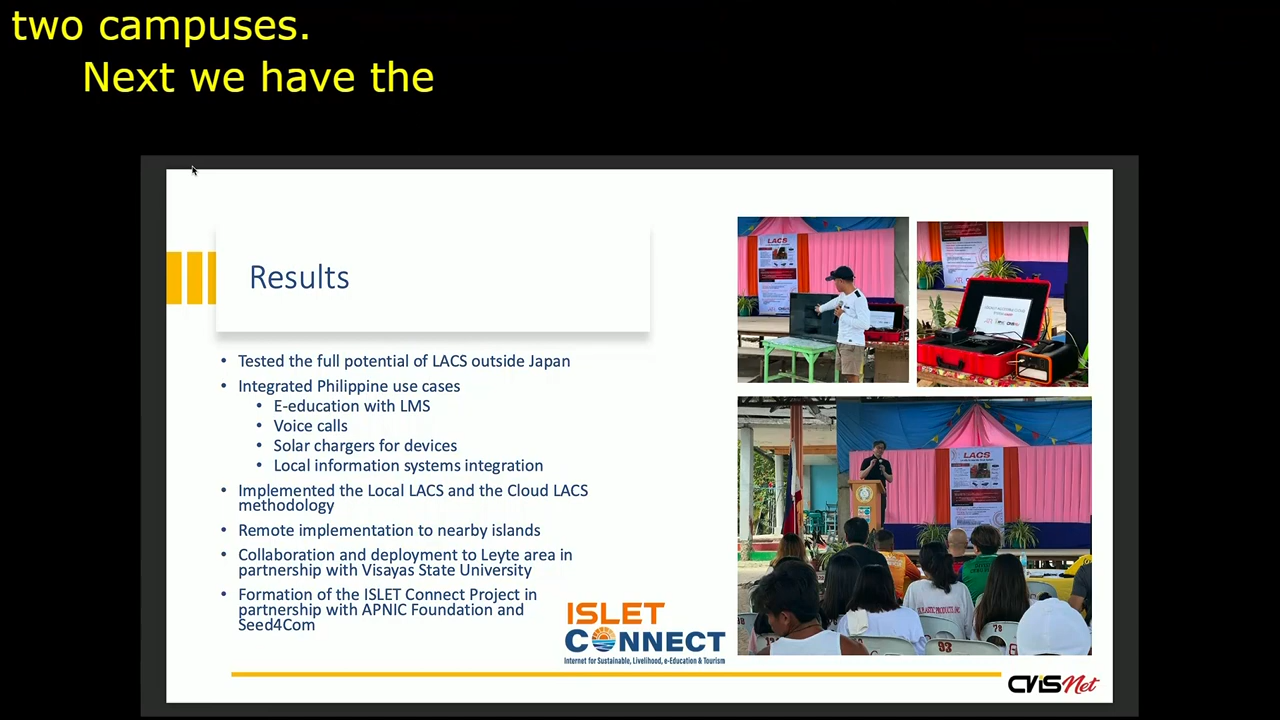 two campuses.
Next we have the
Results
• Tested the full potential of LACS outside Japan
• Integrated Philippine use cases
• E-education with LMS
• Voice calls
• Solar chargers for devices
• Local information systems integration
• Implemented the Local LACS and the Cloud LACS
methodology
• Remote implementation to nearby islands
• Collaboration and deployment to Leyte area in
partnership with Visayas State University
• Formation of the ISLET Connect Project in
partnership with APNIC Foundation and
Seed4Com
ISLET
CONNECT
Internet for Sustainable, Livelihood, e-Education & Tourism
LACS
LACS
93
78
CVISNet